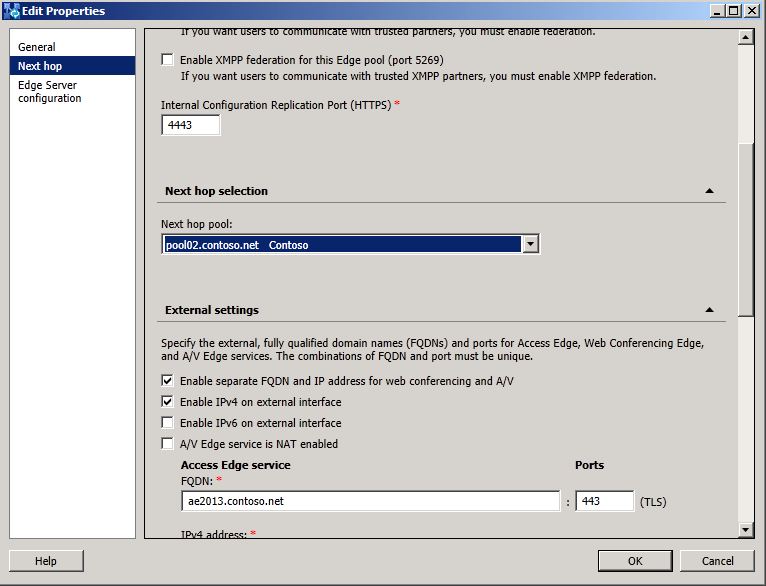 Edit Properties
General
Next hop
Edge Server
configuration
If you want users to communicate with trusted partners, you must enable federation.
Enable XMPP federation for this Edge pool (port 5269)
If you want users to communicate with trusted XMPP partners, you must enable XMPP federation.
Internal Configuration Replication Port (HTTPS) *
4443
Next hop selection
Next hop pool:
pool02.contoso.net Contoso
External settings
Specify the external, fully qualified domain names (FQDNs) and ports for Access Edge, Web Conferencing Edge,
and A/V Edge services. The combinations of FQDN and port must be unique.
Enable separate FQDN and IP address for web conferencing and A/V
Enable IPv4 on external interface
Enable IPv6 on external interface
A/V Edge service is NAT enabled
Access Edge service Ports
FQDN: *
ae2013.contoso.net : 443 (TLS)
IPv4 address: *
Help OK Cancel